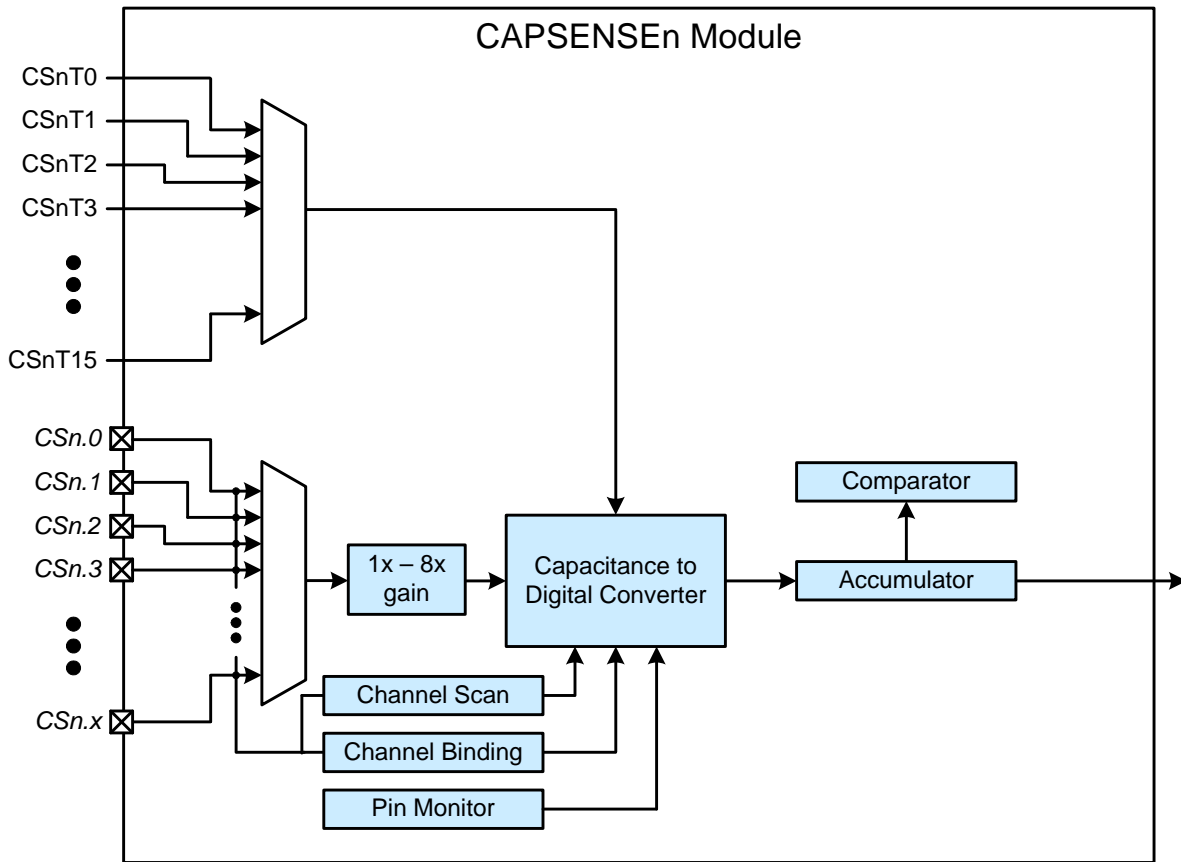 CAPSENSEn Module
CSnT0
CSnT1
CSnT2
CSnT3
CSnT15
CSn.0
CSn.1
CSn.2
CSn.3
CSn.x
1x – 8x
gain
Capacitance to
Digital Converter
Comparator
Accumulator
Channel Scan
Channel Binding
Pin Monitor